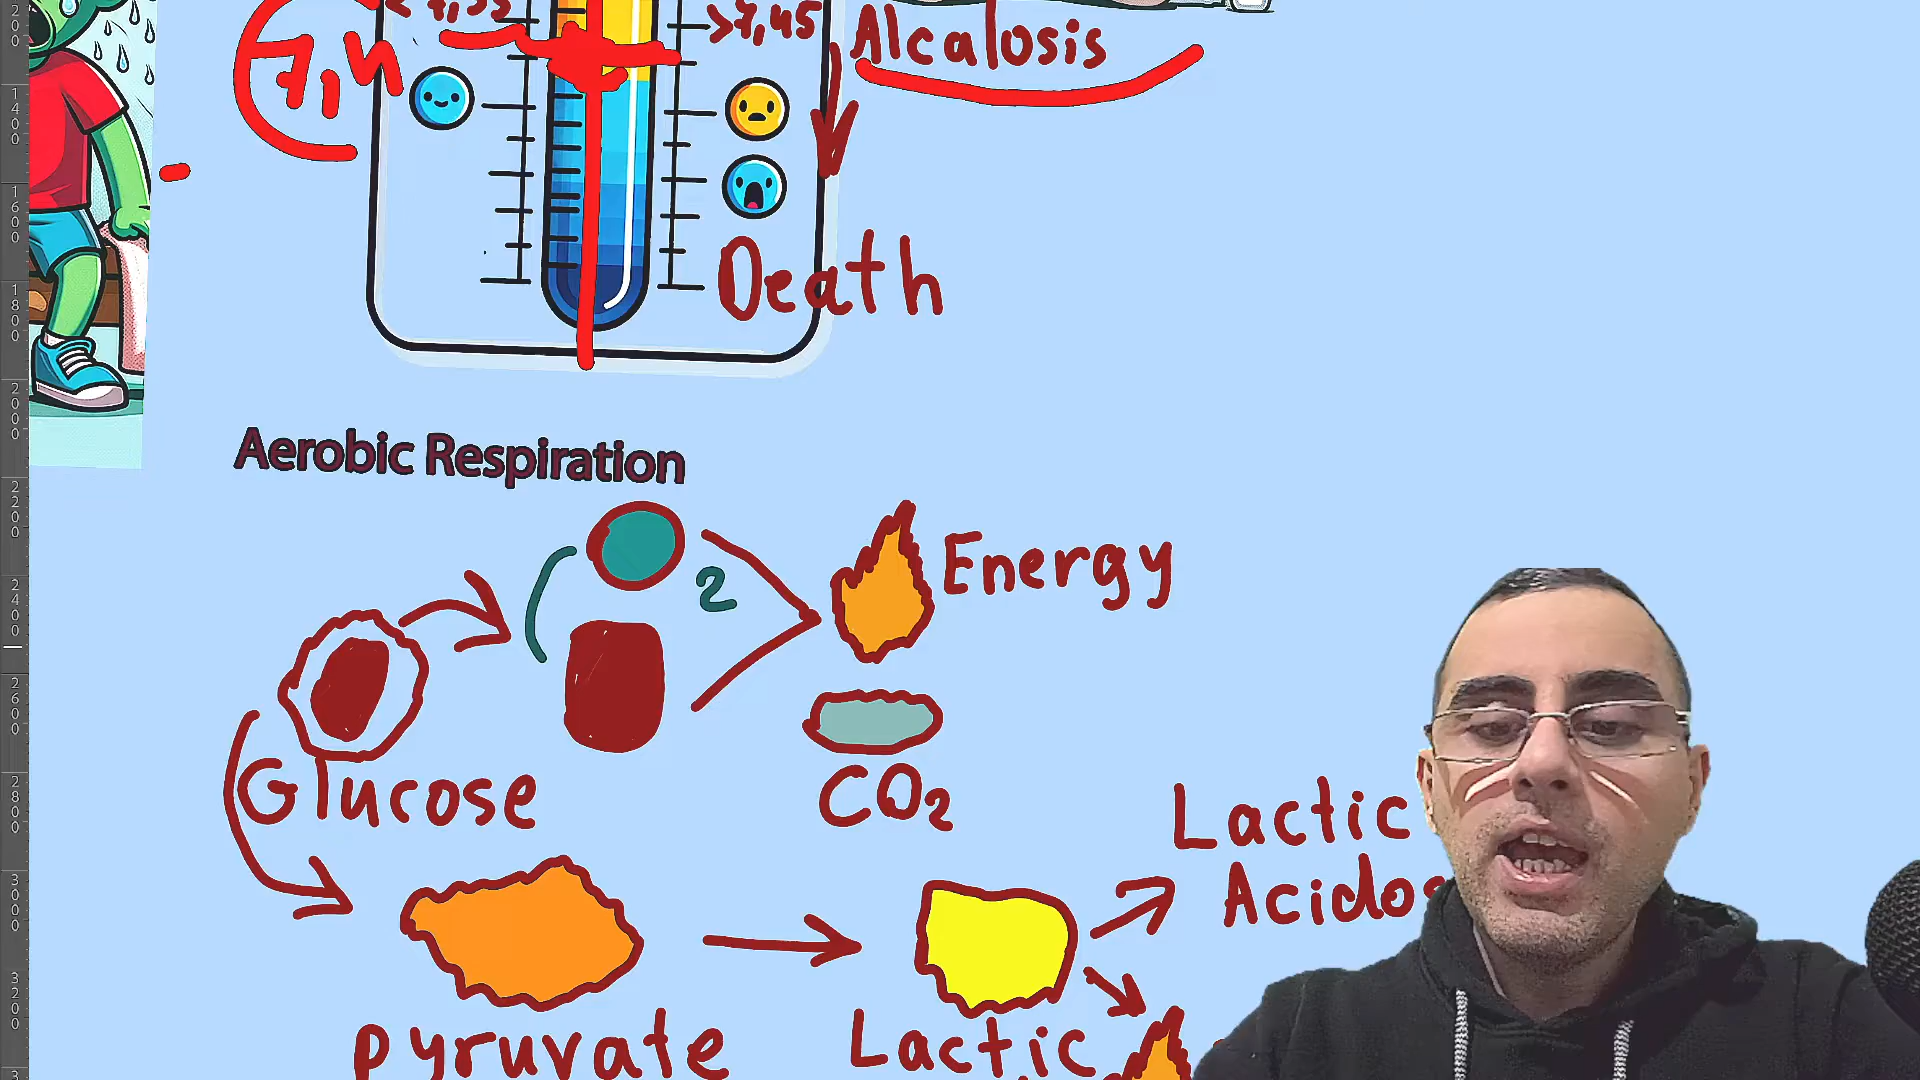 >7,45
7,4
Alcalosis
Death
Aerobic Respiration
2
Energy
Glucose
CO2
Lactic
Acidos
pyruvate
Lactic